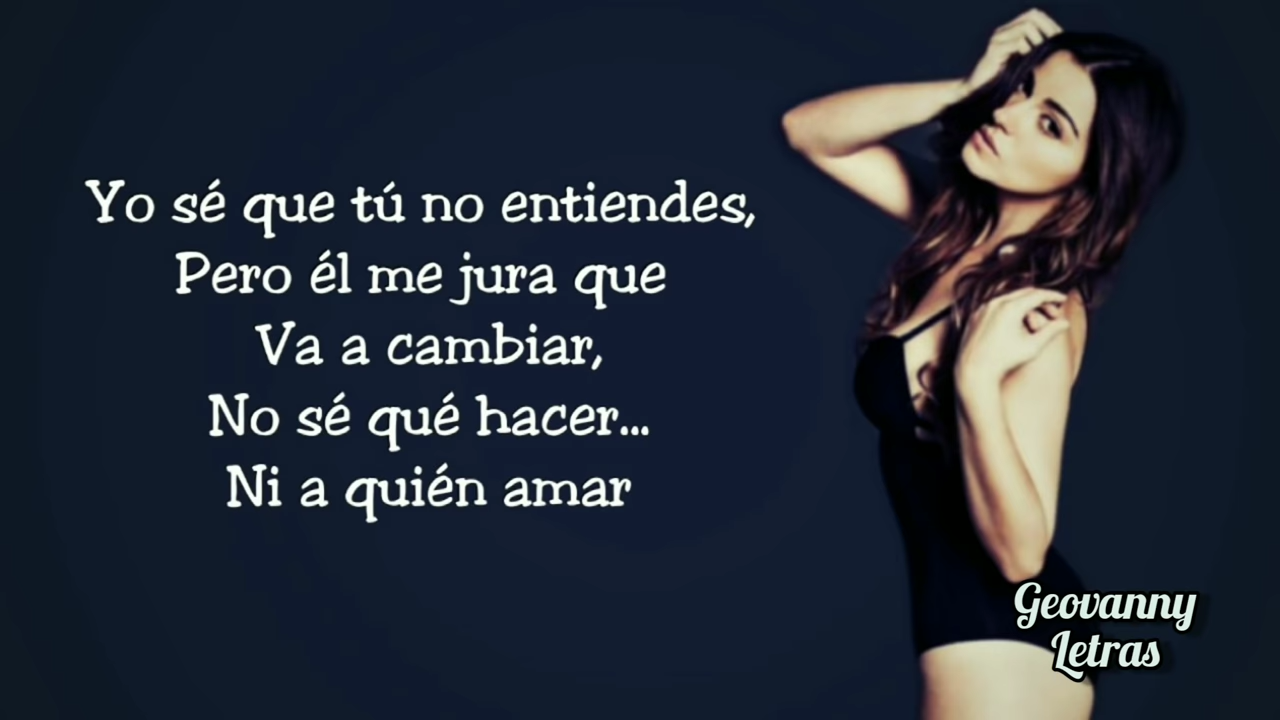 Yo sé que tú no entiendes,
Pero él me jura que
Va a cambiar,
No sé qué hacer...
Ni a quién amar
Geovanny
Letras